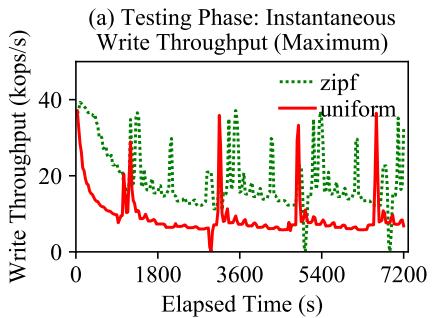 (a) Testing Phase: Instantaneous
Write Throughput (Maximum)
Write Throughput (kops/s)
40
20
0
zipf
uniform
0 1800 3600 5400 7200
Elapsed Time (s)